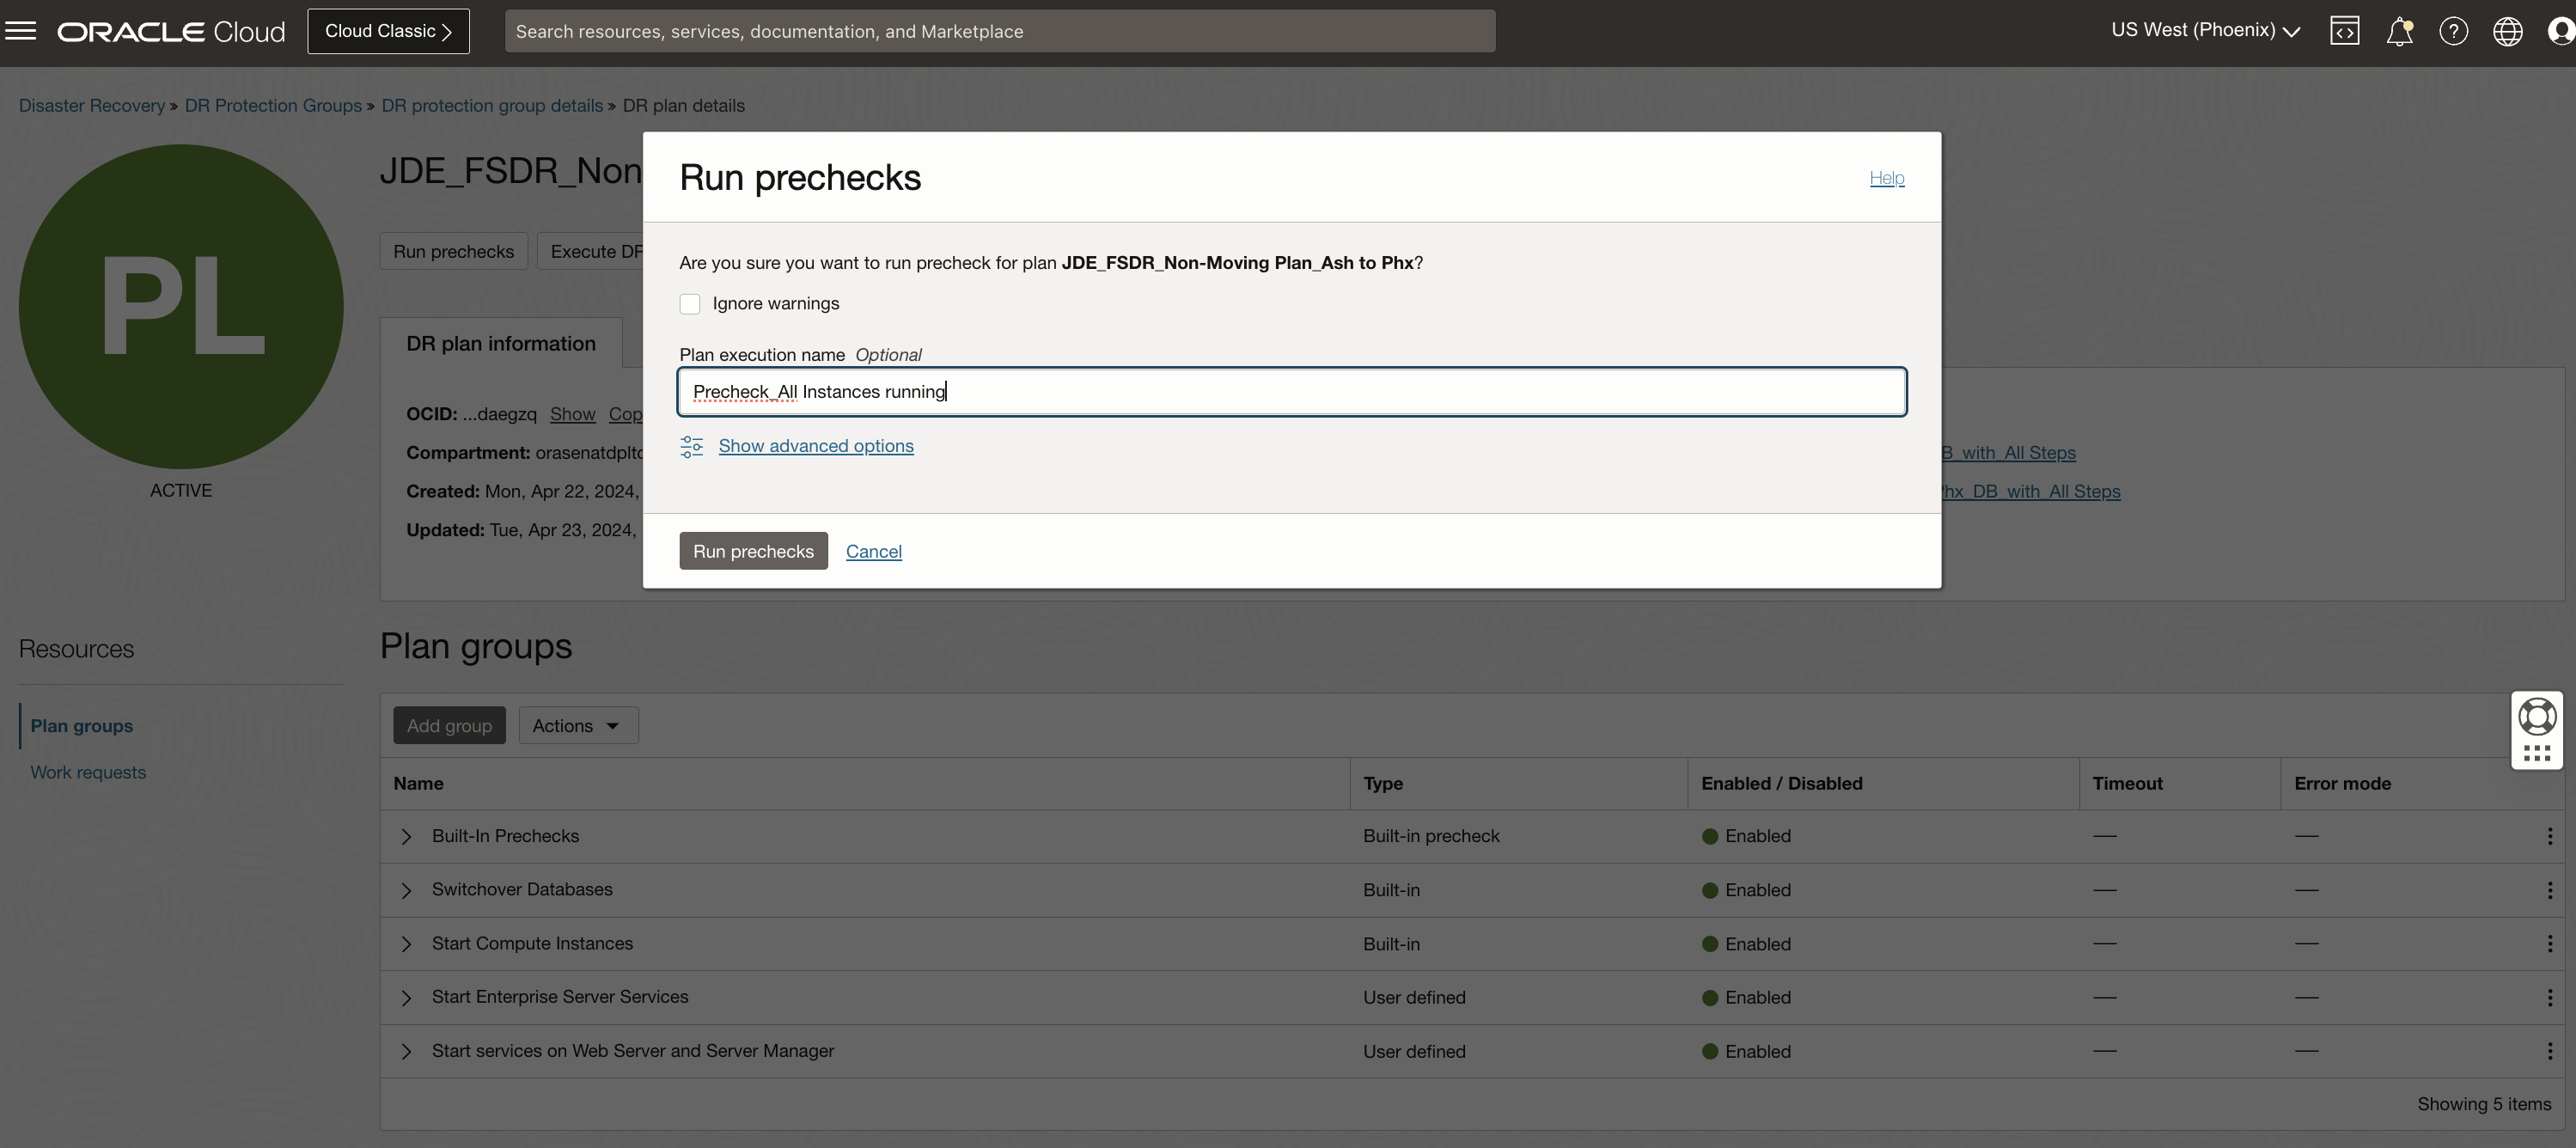 ORACLE Cloud
Cloud Classic
Search resources, services, documentation, and Marketplace
US West (Phoenix)
Disaster Recovery » DR Protection Groups » DR protection group details » DR plan details
PL
ACTIVE
JDE_FSDR_Non
Run prechecks
Execute DR
DR plan information
OCID: ...daegzq Show Cop
Compartment: orasenatdpltc
Created: Mon, Apr 22, 2024,
Updated: Tue, Apr 23, 2024,
B_with_All Steps
Phx_DB_with_All Steps
Run prechecks
Help
Are you sure you want to run precheck for plan JDE_FSDR_Non-Moving Plan_Ash to Phx?
Ignore warnings
Plan execution name Optional
Precheck_All Instances running
Show advanced options
Run prechecks
Cancel
Resources
Plan groups
Work requests
Plan groups
Add group
Actions
Name Type Enabled / Disabled Timeout Error mode
Built-In Prechecks Built-in precheck Enabled — —
Switchover Databases Built-in Enabled — —
Start Compute Instances Built-in Enabled — —
Start Enterprise Server Services User defined Enabled — —
Start services on Web Server and Server Manager User defined Enabled — —
Showing 5 items